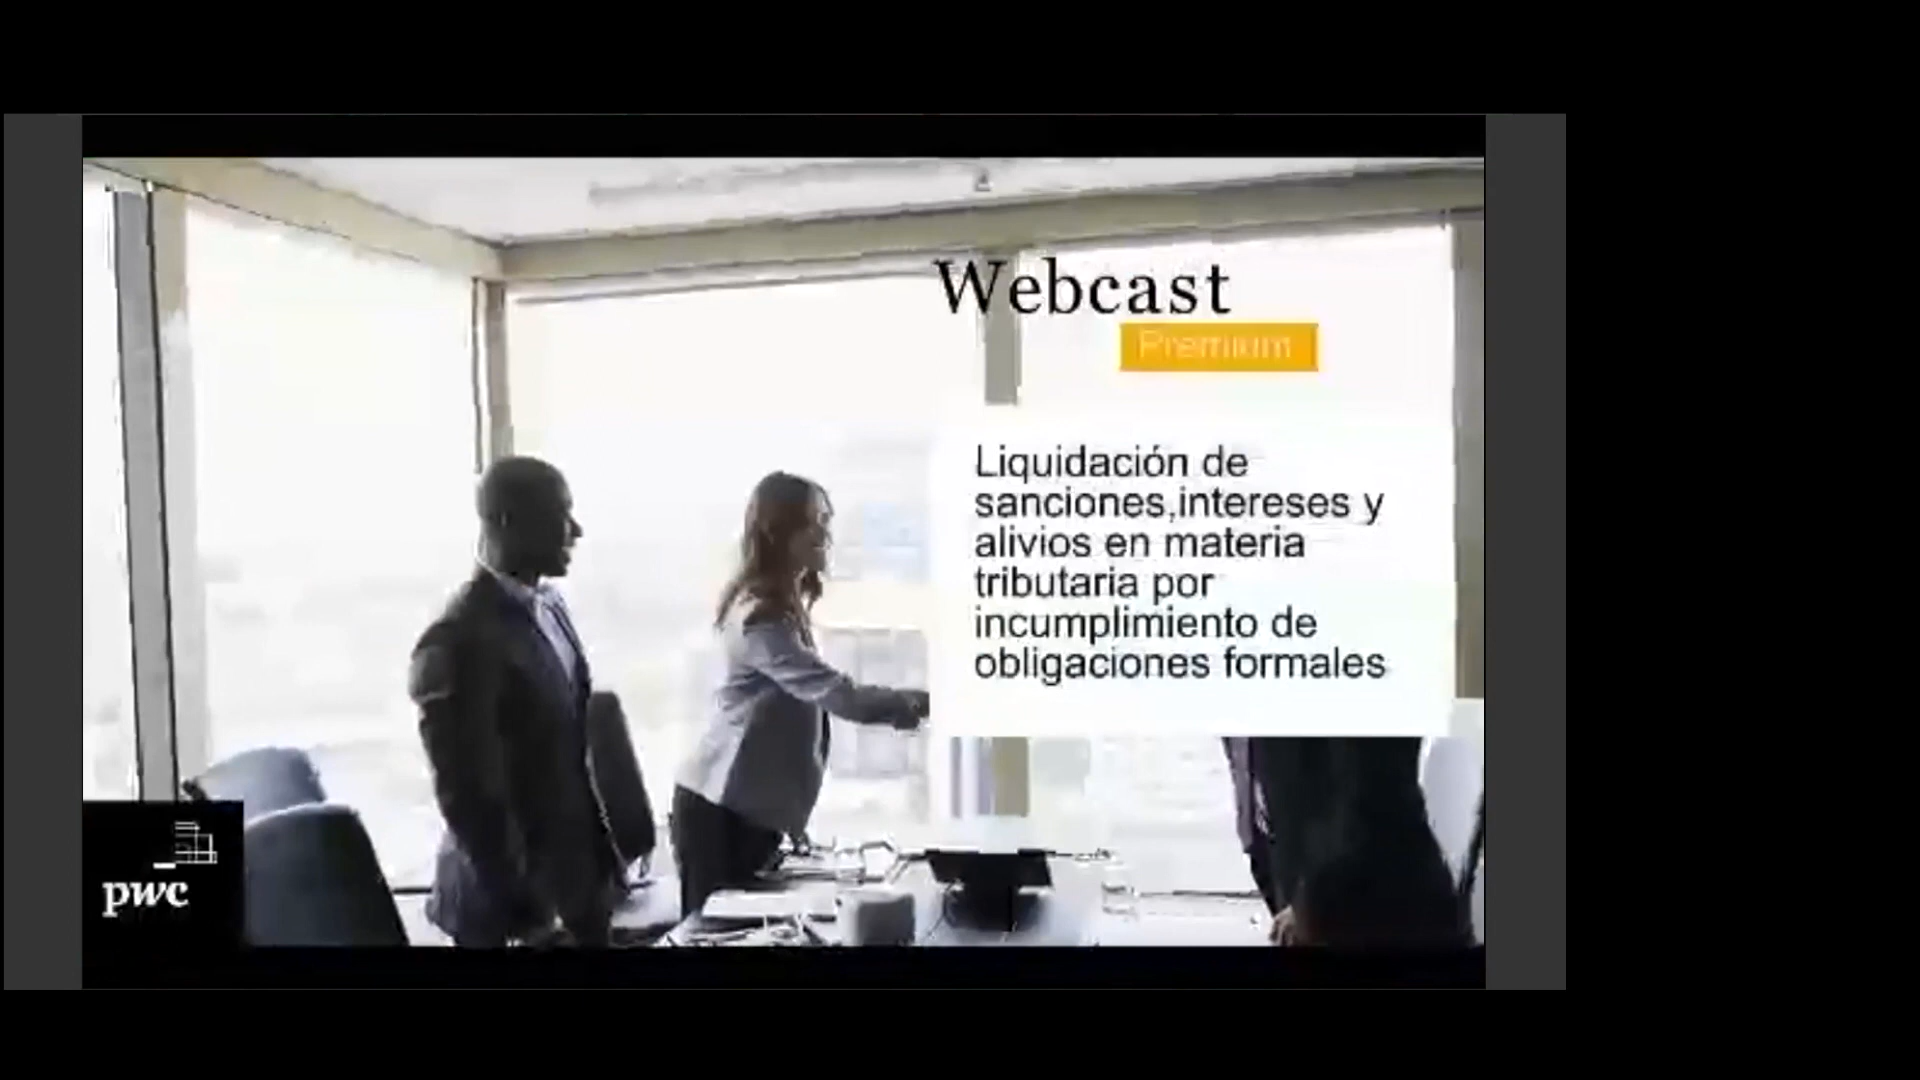 Webcast
Premium
Liquidación de
sanciones,intereses y
alivios en materia
tributaria por
incumplimiento de
obligaciones formales
pwc